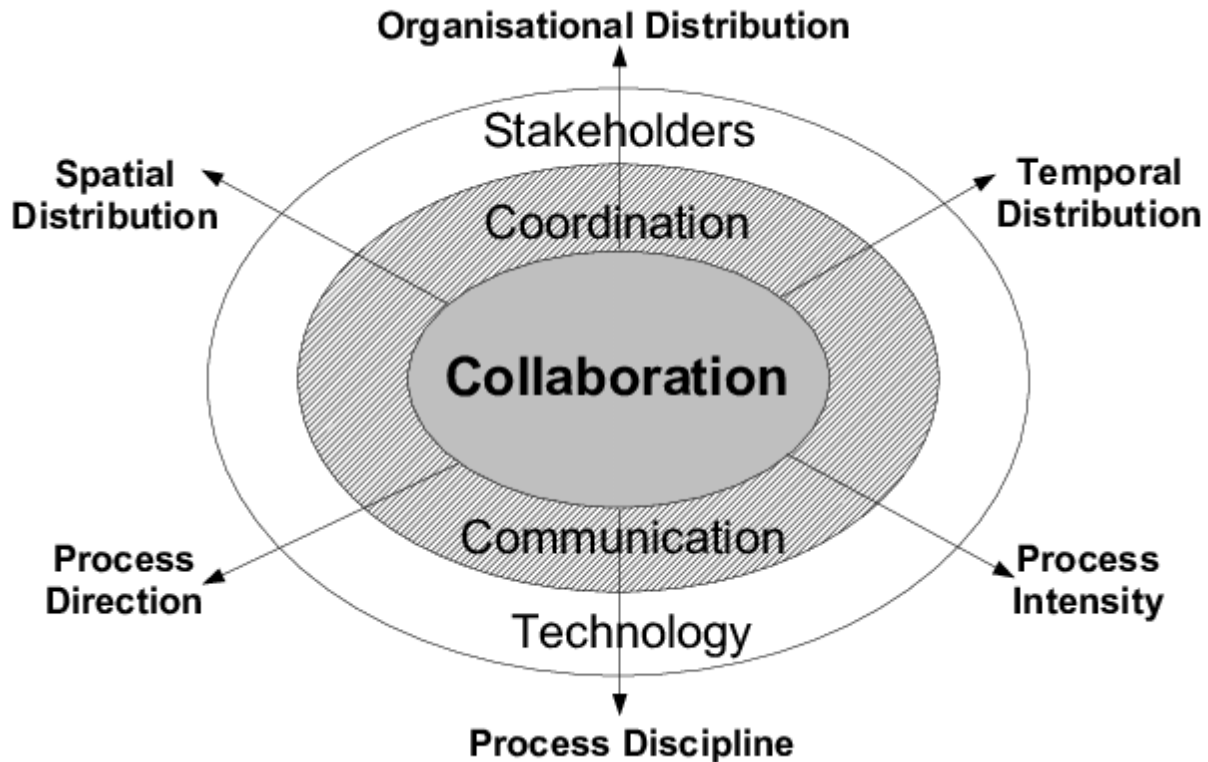 Organisational Distribution
Stakeholders
Spatial
Distribution
Temporal
Distribution
Coordination
Collaboration
Communication
Process
Direction
Process
Intensity
Technology
Process Discipline